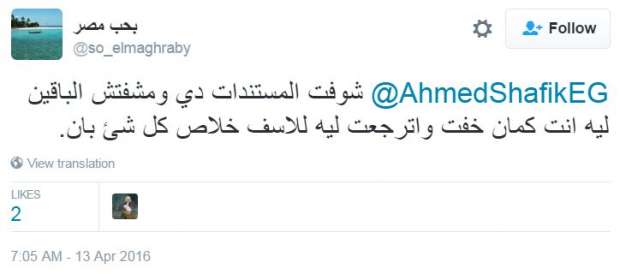 بحب مصر
@so_elmaghraby
Follow
@AhmedShafikEG شوفت المستندات دي ومشفتش الباقين
ليه انت كمان خفت واترجعت ليه للاسف خلاص كل شئ بان.
View translation
LIKES
2
7:05 AM - 13 Apr 2016